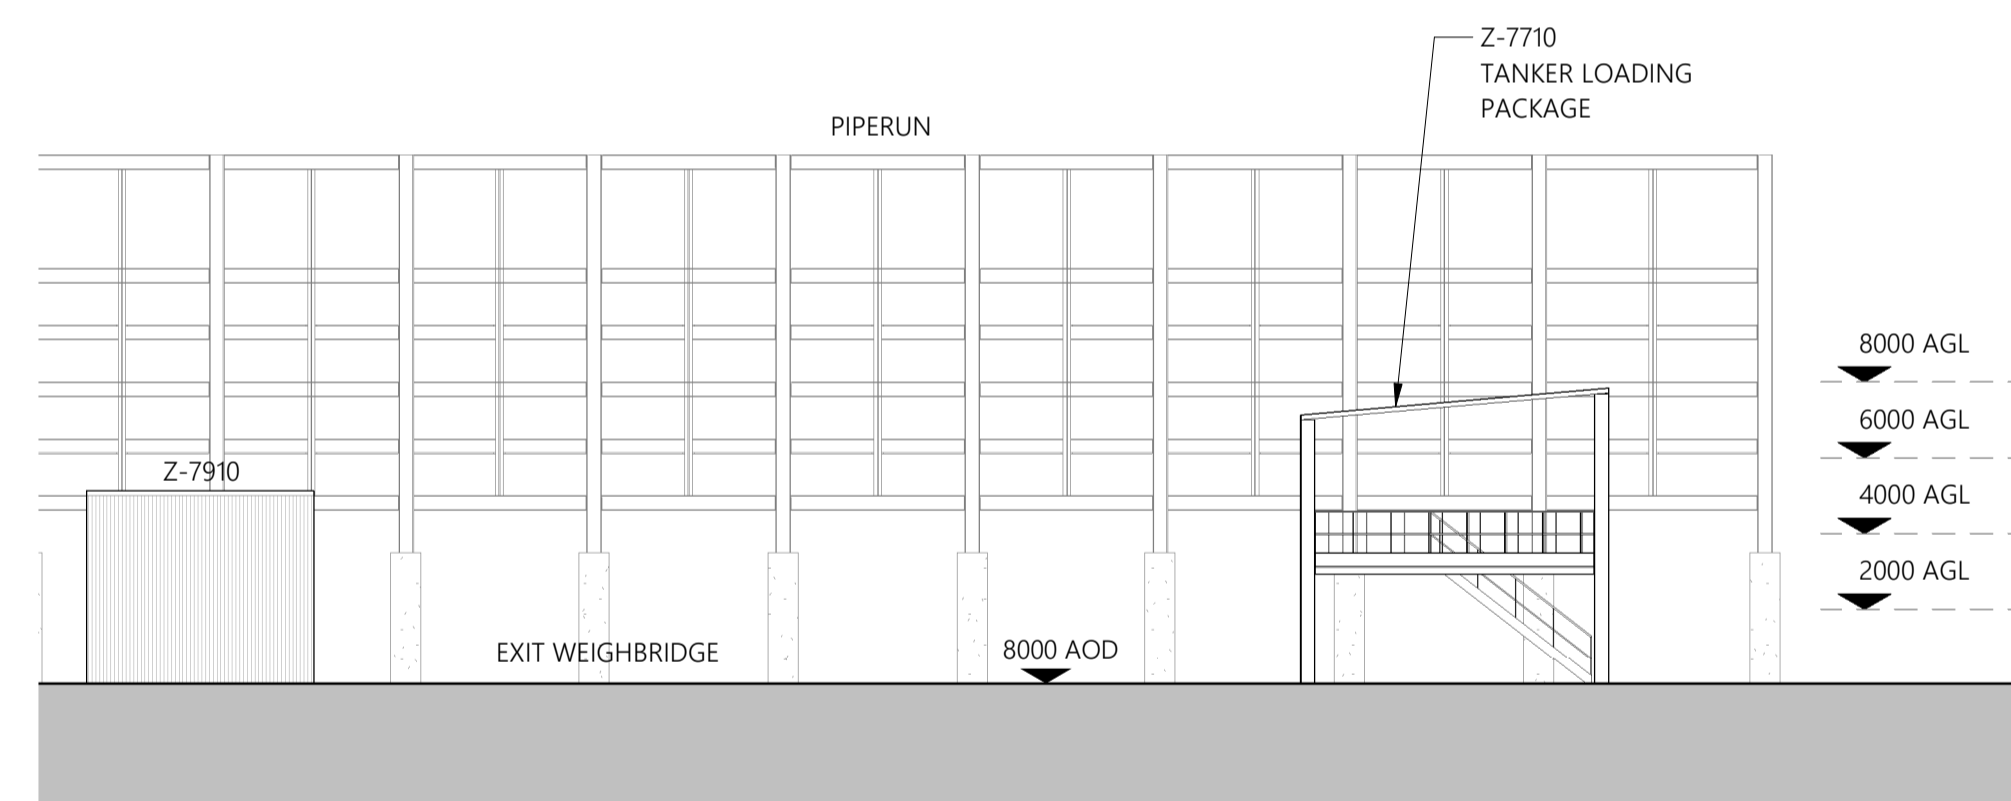 Z-7710
TANKER LOADING
PACKAGE
PIPERUN
8000 AGL
6000 AGL
Z-7910
4000 AGL
2000 AGL
EXIT WEIGHBRIDGE
8000 AOD